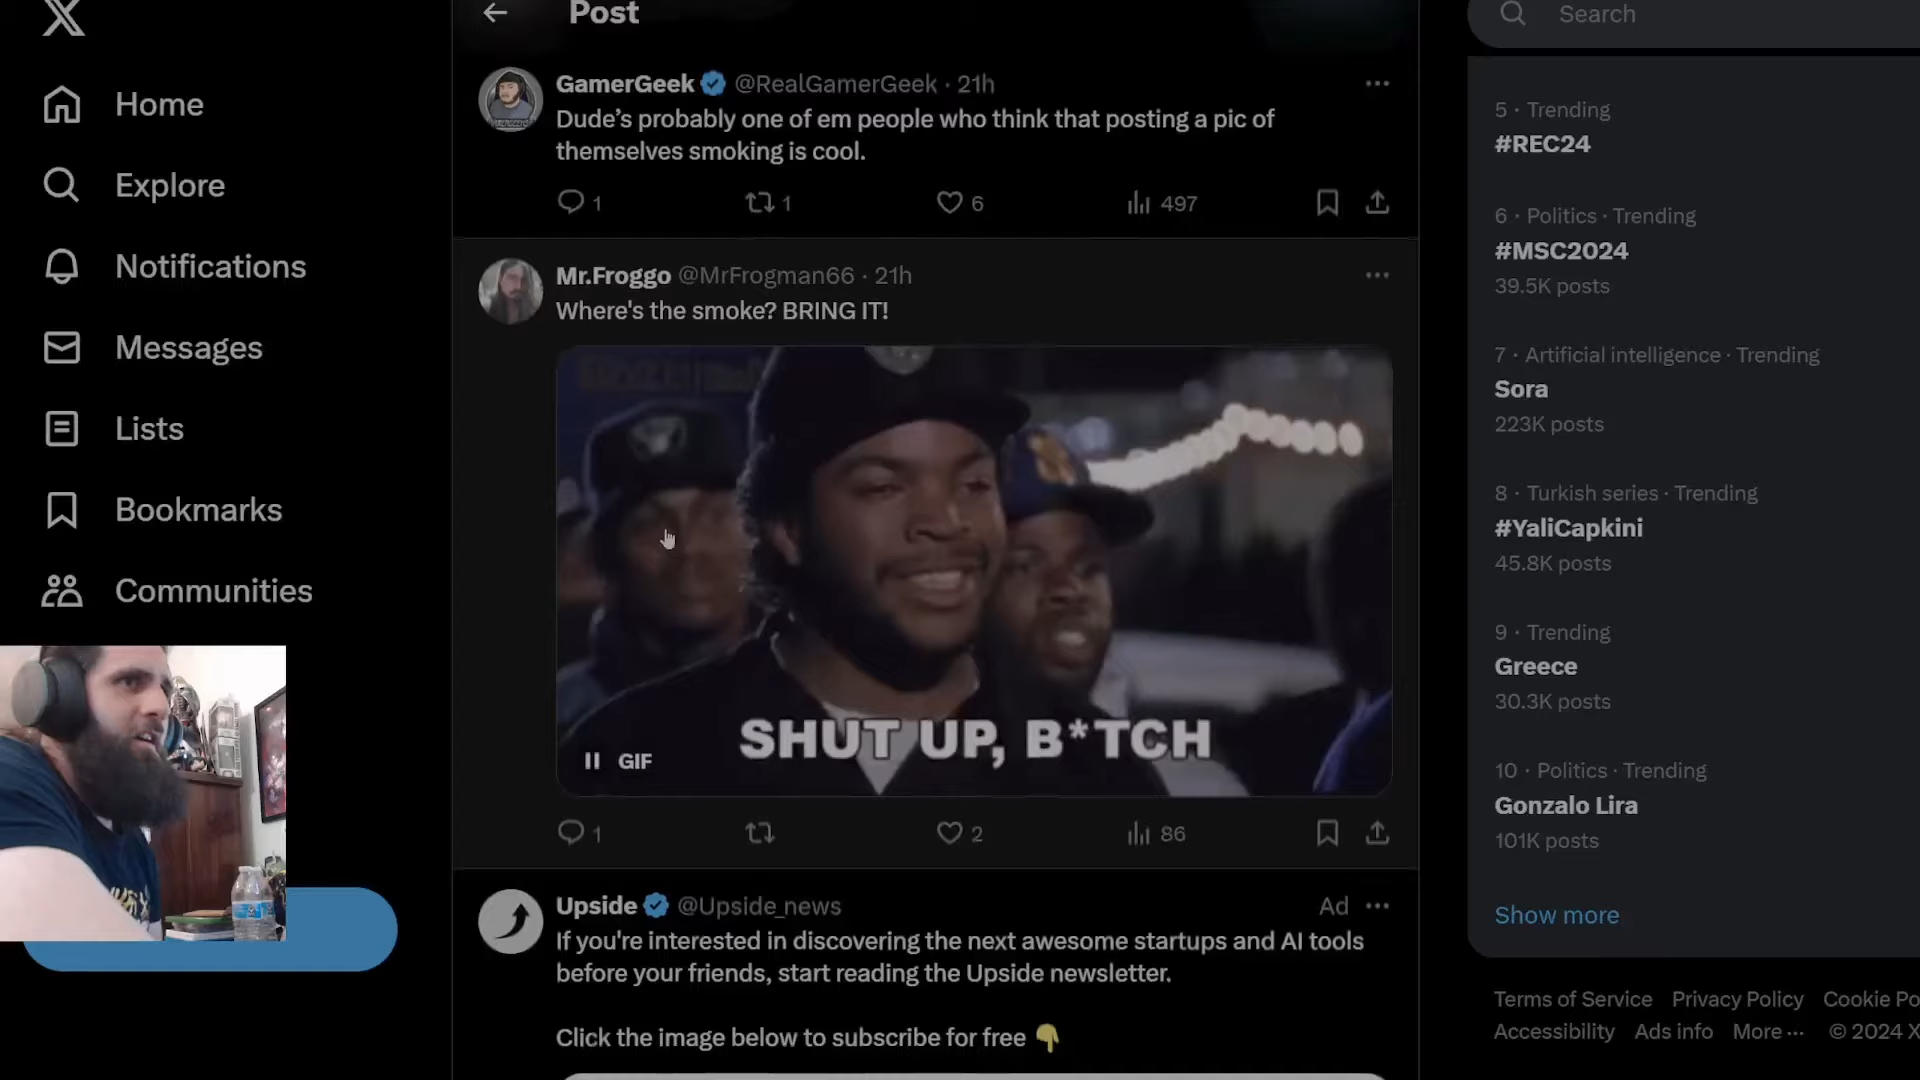 Post
Search
Home
Explore
Notifications
Messages
Lists
Bookmarks
Communities
GamerGeek @RealGamerGeek · 21h
Dude’s probably one of em people who think that posting a pic of
themselves smoking is cool.
1 1 6 497
Mr.Froggo @MrFrogman66 · 21h
Where's the smoke? BRING IT!
SHUT UP, B*TCH
GIF
1 2 86
Upside @Upside_news Ad
If you're interested in discovering the next awesome startups and AI tools
before your friends, start reading the Upside newsletter.
Click the image below to subscribe for free
5 · Trending
#REC24
6 · Politics · Trending
#MSC2024
39.5K posts
7 · Artificial intelligence · Trending
Sora
223K posts
8 · Turkish series · Trending
#YaliCapkini
45.8K posts
9 · Trending
Greece
30.3K posts
10 · Politics · Trending
Gonzalo Lira
101K posts
Show more
Terms of Service Privacy Policy Cookie Po
Accessibility Ads info More ··· © 2024 X